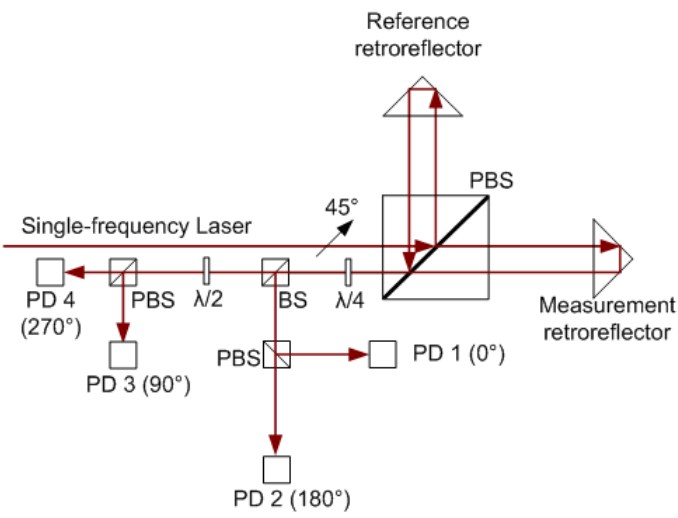 Reference
retroreflector
PBS
45°
Single-frequency Laser
PD 4
(270°)
PBS
λ/2
BS
λ/4
Measurement
retroreflector
PD 3 (90°)
PBS
PD 1 (0°)
PD 2 (180°)